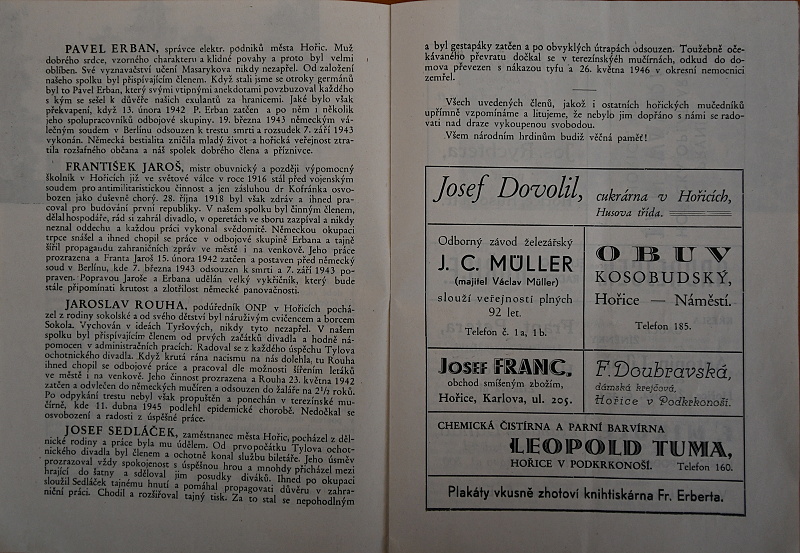 PAVEL ERBAN, správce elektr. podniků města Hořic. Muž
dobrého srdce, vzorného charakteru a klidné povahy a proto byl velmi
oblíben. Své vyznavačství učení Masarykova nikdy nezapřel. Od založení
našeho spolku byl přispívajícím členem. Když stali jsme se otroky germánů
byl to Pavel Erban, který svými vtipnými anekdotami povzbuzoval každého
s kým se sešel k důvěře našich exulantů za hranicemi. Jaké bylo však
překvapení, když 13. února 1942 P. Erban zatčen a po něm i několik
jeho spolupracovníků odbojové skupiny. 19. března 1943 německým vá-
lečným soudem v Berlínu odsouzen k trestu smrti a rozsudek 7. září 1943
vykonán. Německá bestialita zničila mladý život a hořická veřejnost ztra-
tila rozšafného občana a náš spolek dobrého člena a příznivce.
FRANTIŠEK JAROŠ, mistr obuvnický a později výpomocný
školník v Hořicích již ve světové válce v roce 1916 stál před vojenským
soudem pro antimilitaristickou činnost a jen zásluhou dr Kofránka osvo-
bozen jako duševně chorý. 28. října 1918 byl však zdráv a ihned pra-
coval pro budování první republiky. V našem spolku byl činným členem,
dělal hospodáře, rád si zahrál divadlo, v operetách ve sboru zazpíval a nikdy
neznal oddechu a každou práci vykonal svědomitě. Německou okupaci
trpce snášel a ihned chopil se práce v odbojové skupině Erbana a tajně
šířil propagandu zahraničních zpráv ve městě i na venkově. Jeho práce
prozrazena a Franta Jaroš 15. února 1942 zatčen a postaven před německý
soud v Berlínu, kde 7. března 1943 odsouzen k smrti a 7. září 1943 po-
praven. Popravou Jaroše a Erbana udělán velký vykřičník, který bude
stále připomínati krutost a zlotřilost německé panovačnosti.
JAROSLAV ROUHA, podúředník ONP v Hořicích pochá-
zel z rodiny sokolské a od svého dětství byl náruživým cvičencem a borcem
Sokola. Vychován v ideách Tyršových, nikdy tyto nezapřel. V našem
spolku byl přispívajícím členem od prvých začátků divadla a hodně ná-
pomocen v administračních pracích. Radoval se z každého úspěchu Tylova
ochotnického divadla. Když krutá rána nacismu na nás dolehla, tu Rouha
ihned chopil se odbojové práce a pracoval dle možnosti šířením letáků
ve městě i na venkově. Jeho činnost prozrazena a Rouha 23. května 1942
zatčen a odvlečen do německých mučíren a odsouzen do žaláře na 2½ roků.
Po odpykání trestu nebyl však propuštěn a ponechán v terezínské mu-
čírně, kde 11. dubna 1945 podlehl epidemické chorobě. Nedočkal se
osvobození a radosti z úspěšné práce.
JOSEF SEDLÁČEK, zaměstnanec města Hořic, pocházel z děl-
nické rodiny a práce byla mu údělem. Od prvopočátku Tylova ochot-
nického divadla byl členem a ochotně konal službu biletáře. Jeho úsměv
prozrazoval vždy spokojenost s úspěšnou hrou a mnohdy přicházel mezi
hrající do šatny a sděloval jim posudky diváků. Ihned po okupaci
sloužil Sedláček tajnému hnutí a pomáhal propagovati důvěru v zahra-
niční práci. Chodil a rozšiřoval tajný tisk. Za to stal se nepohodlným
a byl gestapáky zatčen a po obvyklých útrapách odsouzen. Toužebně oče-
kávaného převratu dočkal se v terezínských mučírnách, odkud do do-
mova převezen s nákazou tyfu a 26. května 1946 v okresní nemocnici
zemřel.
Všech uvedených členů, jakož i ostatních hořických mučedníků
upřímně vzpomínáme a litujeme, že nebylo jim dopřáno s námi se rado-
vati nad draze vykoupenou svobodou.
Všem národním hrdinům budiž věčná paměť!
Josef Dovolil, cukrárna v Hořicích,
Husova třída.
Odborný závod železářský
J. C. MÜLLER
(majitel Václav Müller)
slouží veřejnosti plných
92 let.
Telefon č. 1a, 1b.
OBUV
KOSOBUDSKÝ,
Hořice — Náměstí.
Telefon 185.
JOSEF FRANC,
obchod smíšeným zbožím,
Hořice, Karlova, ul. 205.
F. Doubravská,
dámská krejčová,
Hořice v Podkrkonoší.
CHEMICKÁ ČISTÍRNA A PARNÍ BARVÍRNA
LEOPOLD TUMA,
HOŘICE V PODKRKONOŠÍ. Telefon 160.
Plakáty vkusně zhotoví knihtiskárna Fr. Erberta.